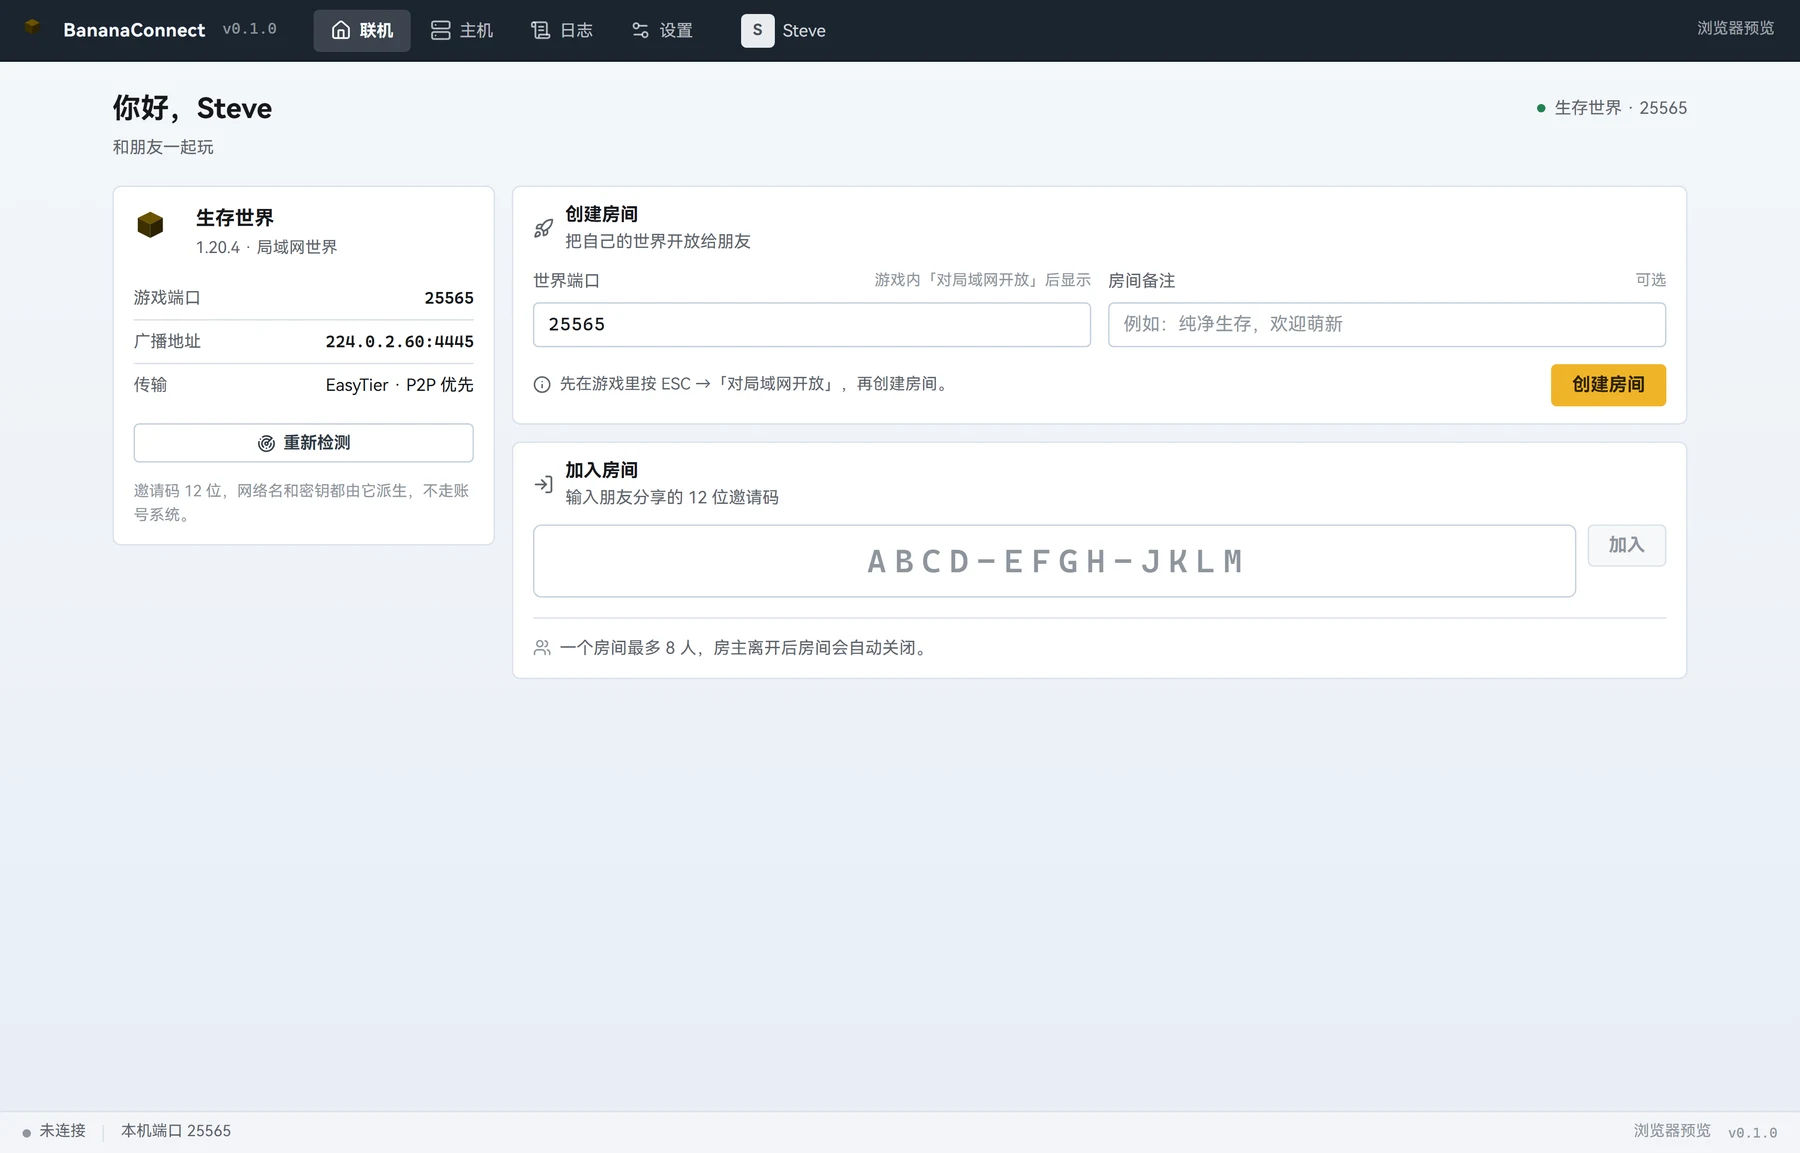 BananaConnect v0.1.0 联机 主机 日志 设置 S Steve 浏览器预览
你好，Steve
和朋友一起玩
生存世界 · 25565
生存世界
1.20.4 · 局域网世界
游戏端口 25565
广播地址 224.0.2.60:4445
传输 EasyTier · P2P 优先
重新检测
邀请码 12 位，网络名和密钥都由它派生，不走账
号系统。
创建房间
把自己的世界开放给朋友
世界端口 游戏内「对局域网开放」后显示
25565
房间备注 可选
例如：纯净生存，欢迎萌新
先在游戏里按 ESC →「对局域网开放」，再创建房间。
创建房间
加入房间
输入朋友分享的 12 位邀请码
ABCD-EFGH-JKLM
加入
一个房间最多 8 人，房主离开后房间会自动关闭。
未连接 本机端口 25565 浏览器预览 v0.1.0